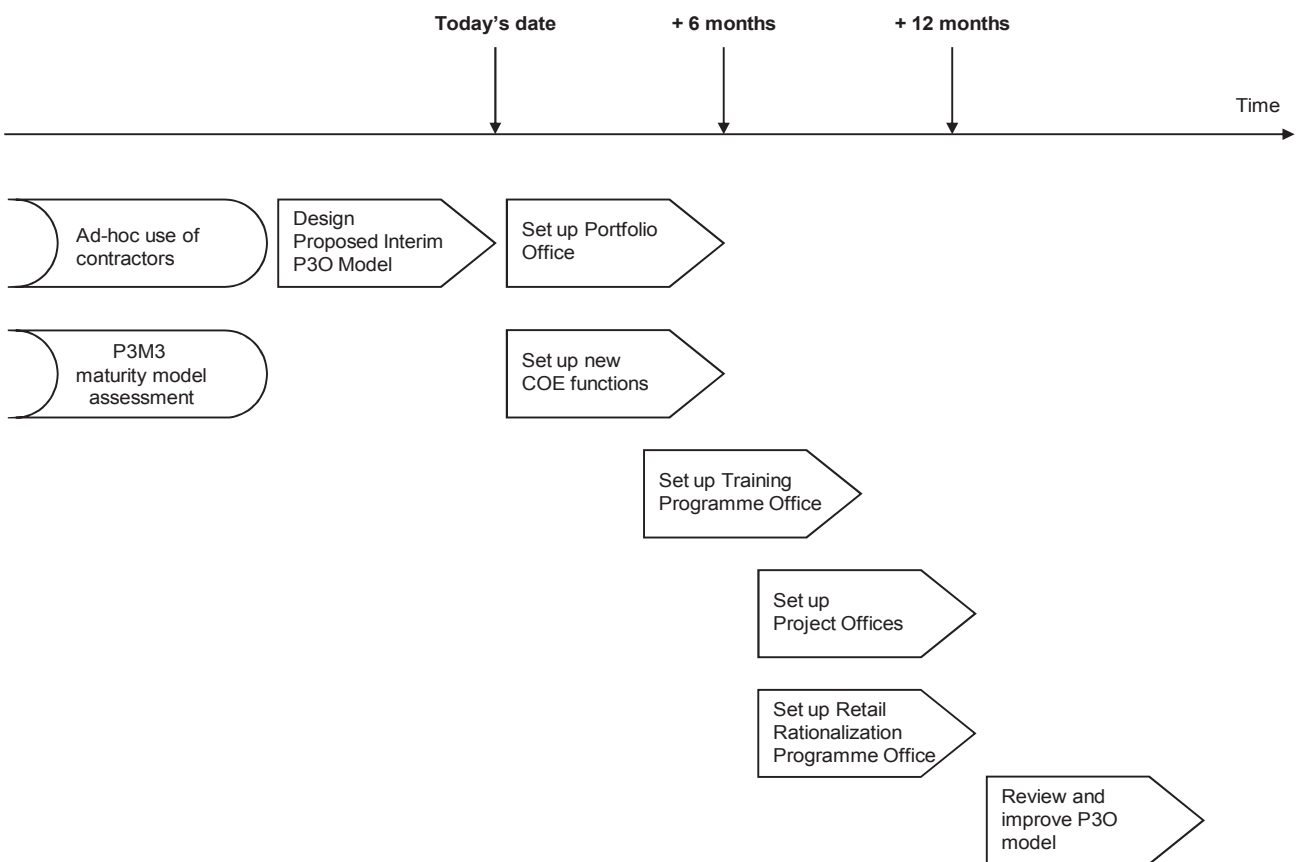 Today's date
+ 6 months
+ 12 months
Time
Ad-hoc use of
contractors
Design
Proposed Interim
P3O Model
Set up Portfolio
Office
P3M3
maturity model
assessment
Set up new
COE functions
Set up Training
Programme Office
Set up
Project Offices
Set up Retail
Rationalization
Programme Office
Review and
improve P3O
model